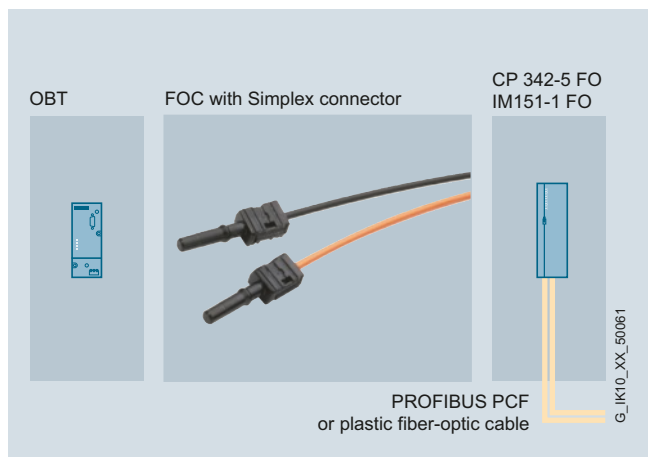 OBT
FOC with Simplex connector
CP 342-5 FO
IM151-1 FO
PROFIBUS PCF
or plastic fiber-optic cable
G_IK10_XX_50061